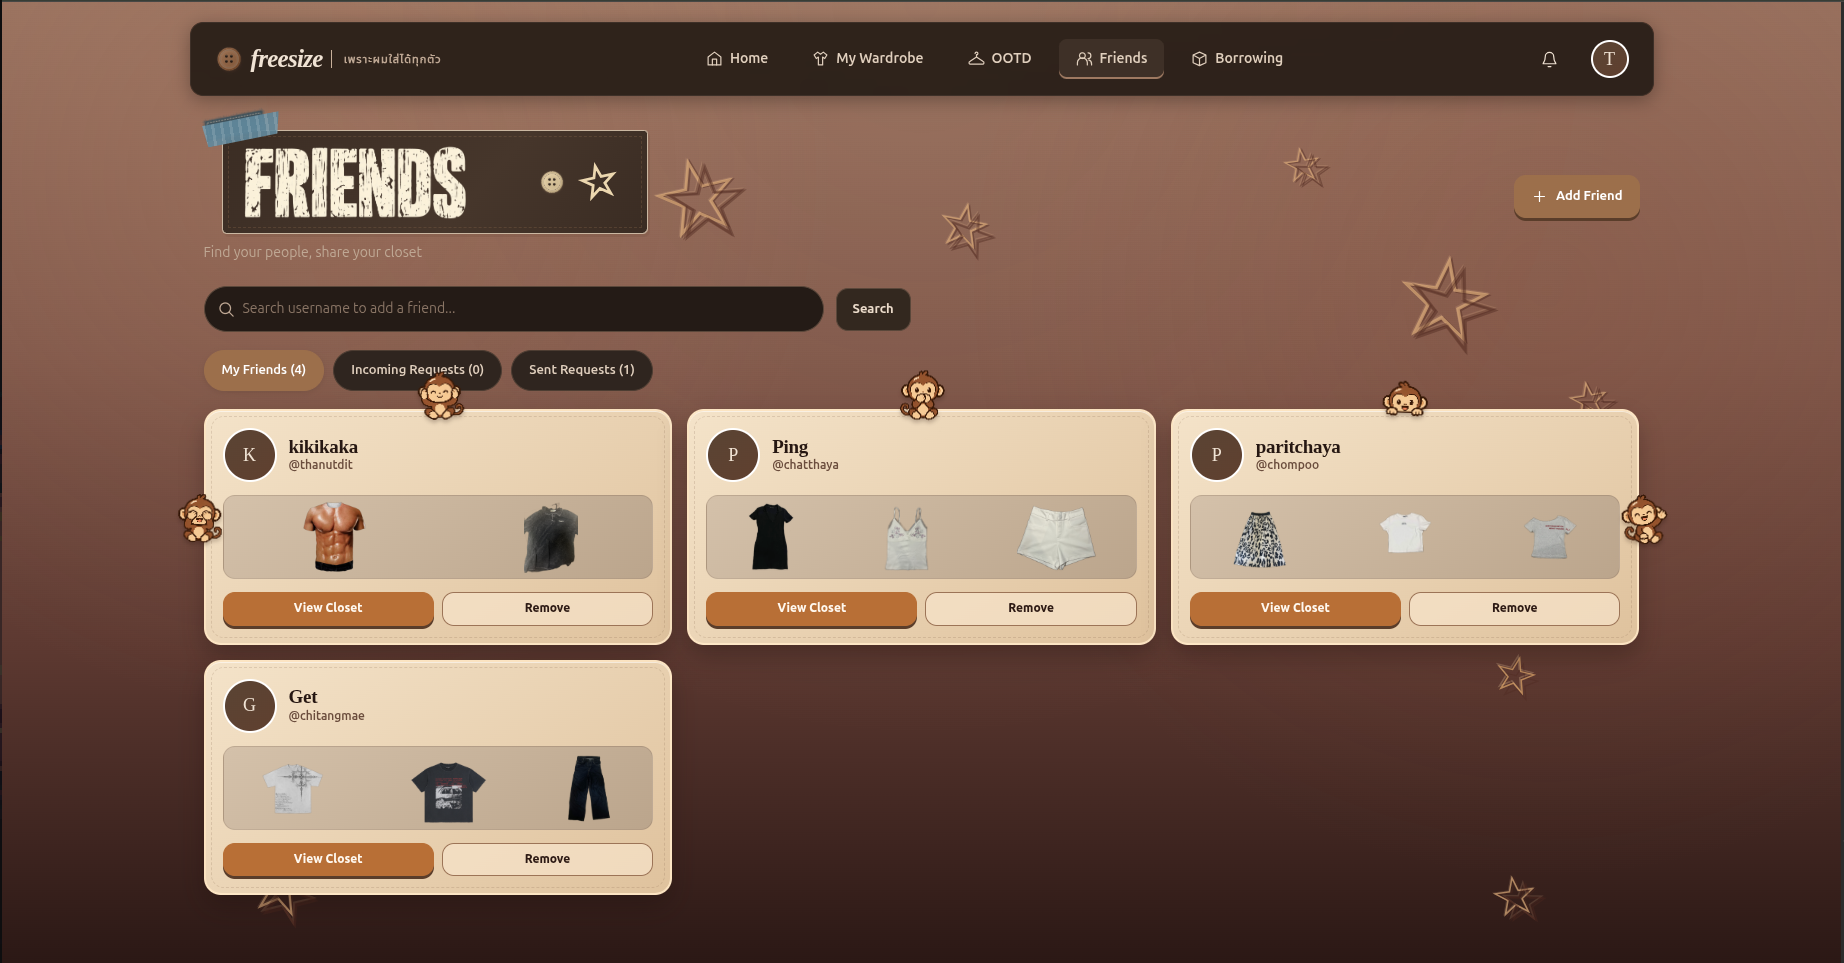 freesize
เพราะผมใส่ได้ทุกตัว
Home
My Wardrobe
OOTD
Friends
Borrowing
T
FRIENDS
Add Friend
Find your people, share your closet
Search username to add a friend...
Search
My Friends (4)
Incoming Requests (0)
Sent Requests (1)
K
kikikaka
@thanutdit
View Closet
Remove
P
Ping
@chatthaya
View Closet
Remove
P
paritchaya
@chompoo
View Closet
Remove
G
Get
@chitangmae
View Closet
Remove